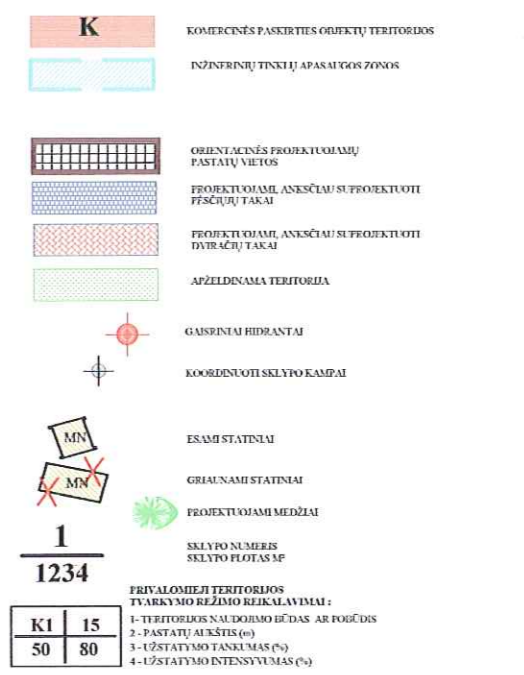 K KOMERCINĖS PASKIRTIES OBJEKTŲ TERITORIJOS
INŽINERINIŲ TINKLŲ APASAUGOS ZONOS
ORIENTACINĖS PROJEKTUOJAMŲ
PASTATŲ VIETOS
PROJEKTUOJAMI, ANKSČIAU SUPROJEKTUOTI
PĖSČIŲJŲ TAKAI
PROJEKTUOJAMI, ANKSČIAU SUPROJEKTUOTI
DVIRAČIŲ TAKAI
APŽELDINAMA TERITORIJA
GAISRINIAI HIDRANTAI
KOORDINUOTI SKLYPO KAMPAI
MN ESAMI STATINIAI
MN GRIAUNAMI STATINIAI
PROJEKTUOJAMI MEDŽIAI
1 SKLYPO NUMERIS
1234 SKLYPO PLOTAS M²
PRIVALOMIEJI TERITORIJOS
TVARKYMO REŽIMO REIKALAVIMAI :
K1 15
50 80
1- TERITORIJOS NAUDOJIMO BŪDAS AR POBŪDIS
2 - PASTATŲ AUKŠTIS (m)
3 - UŽSTATYMO TANKUMAS (%)
4 - UŽSTATYMO INTENSYVUMAS (%)